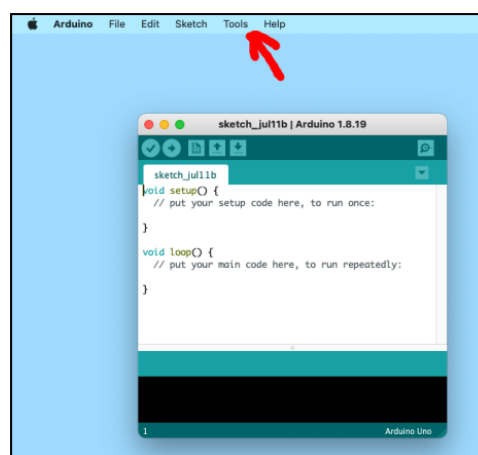 Arduino File Edit Sketch Tools Help
sketch_jul11b | Arduino 1.8.19
sketch_jul11b
void setup() {
// put your setup code here, to run once:
}
void loop() {
// put your main code here, to run repeatedly:
}
1 Arduino Uno